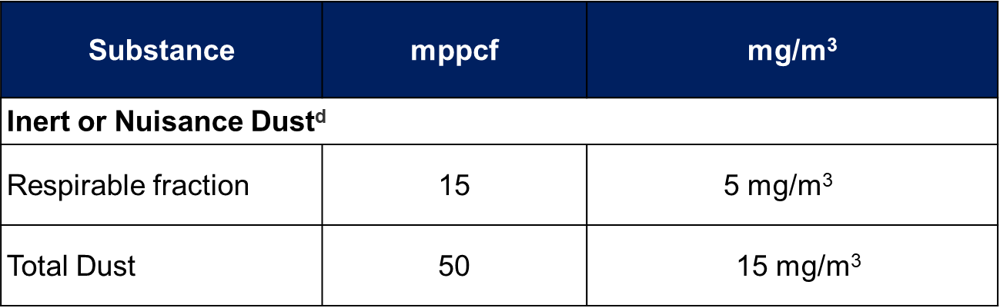 Substance mppcf mg/m³
Inert or Nuisance Dustᵈ
Respirable fraction 15 5 mg/m³
Total Dust 50 15 mg/m³